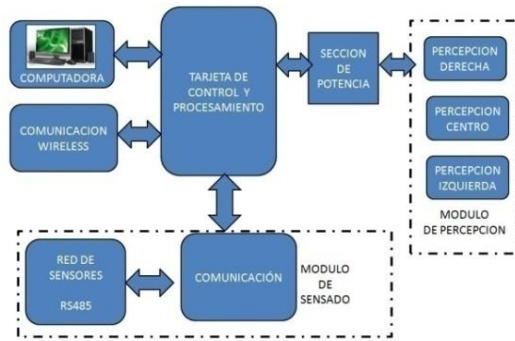 COMPUTADORA
COMUNICACION
WIRELESS
TARJETA DE
CONTROL Y
PROCESAMIENTO
SECCION
DE
POTENCIA
PERCEPCION
DERECHA
PERCEPCION
CENTRO
PERCEPCION
IZQUIERDA
MODULO
DE PERCEPCION
RED DE
SENSORES
RS485
COMUNICACIÓN
MODULO
DE
SENSADO